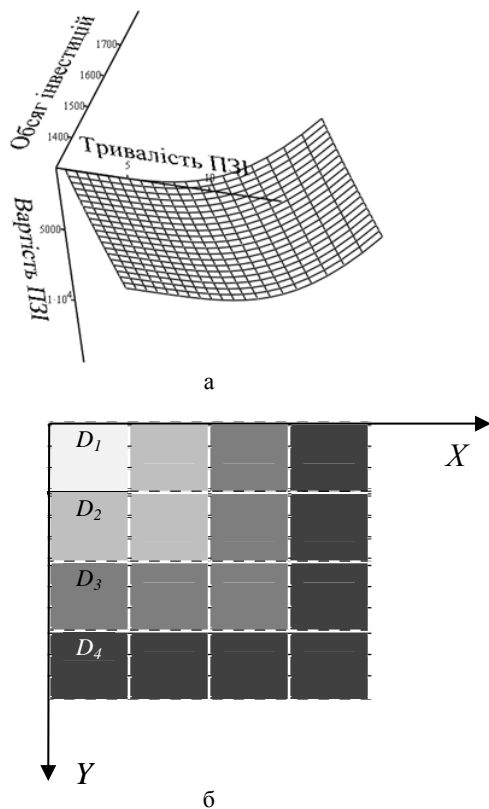 1700
1600
Обсяг інвестицій
1500
1400
Тривалість ПЗІ
5
10
5000
Вартість ПЗІ
1·10⁴
а
D₁
X
D₂
D₃
D₄
Y
б